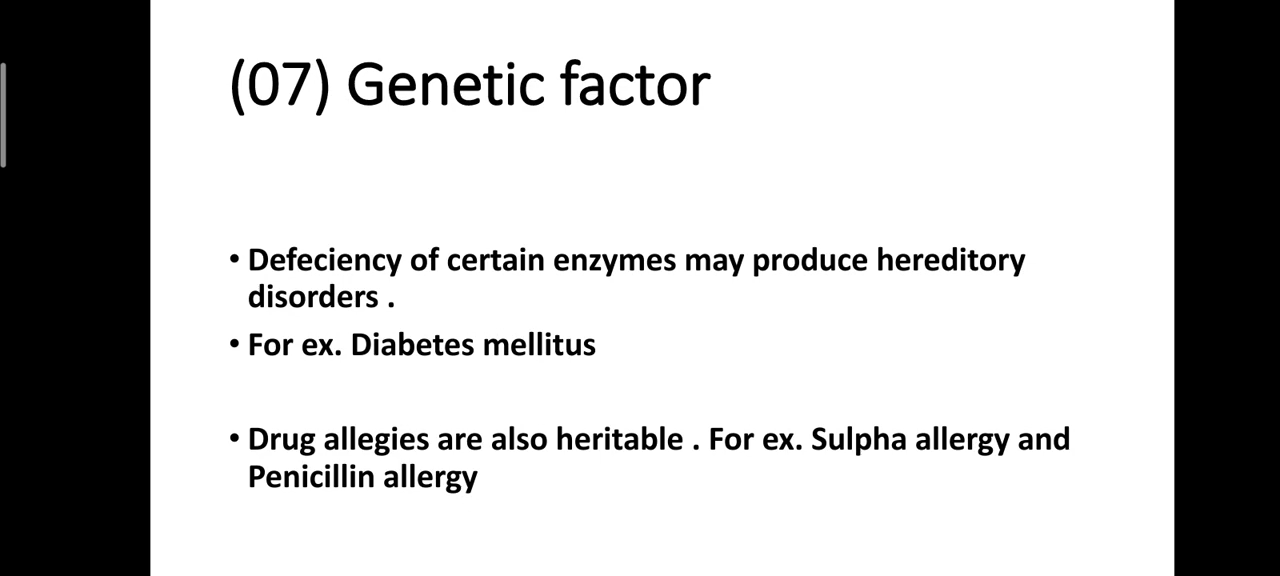 (07) Genetic factor
• Defeciency of certain enzymes may produce hereditory
disorders .
• For ex. Diabetes mellitus
• Drug allegies are also heritable . For ex. Sulpha allergy and
Penicillin allergy